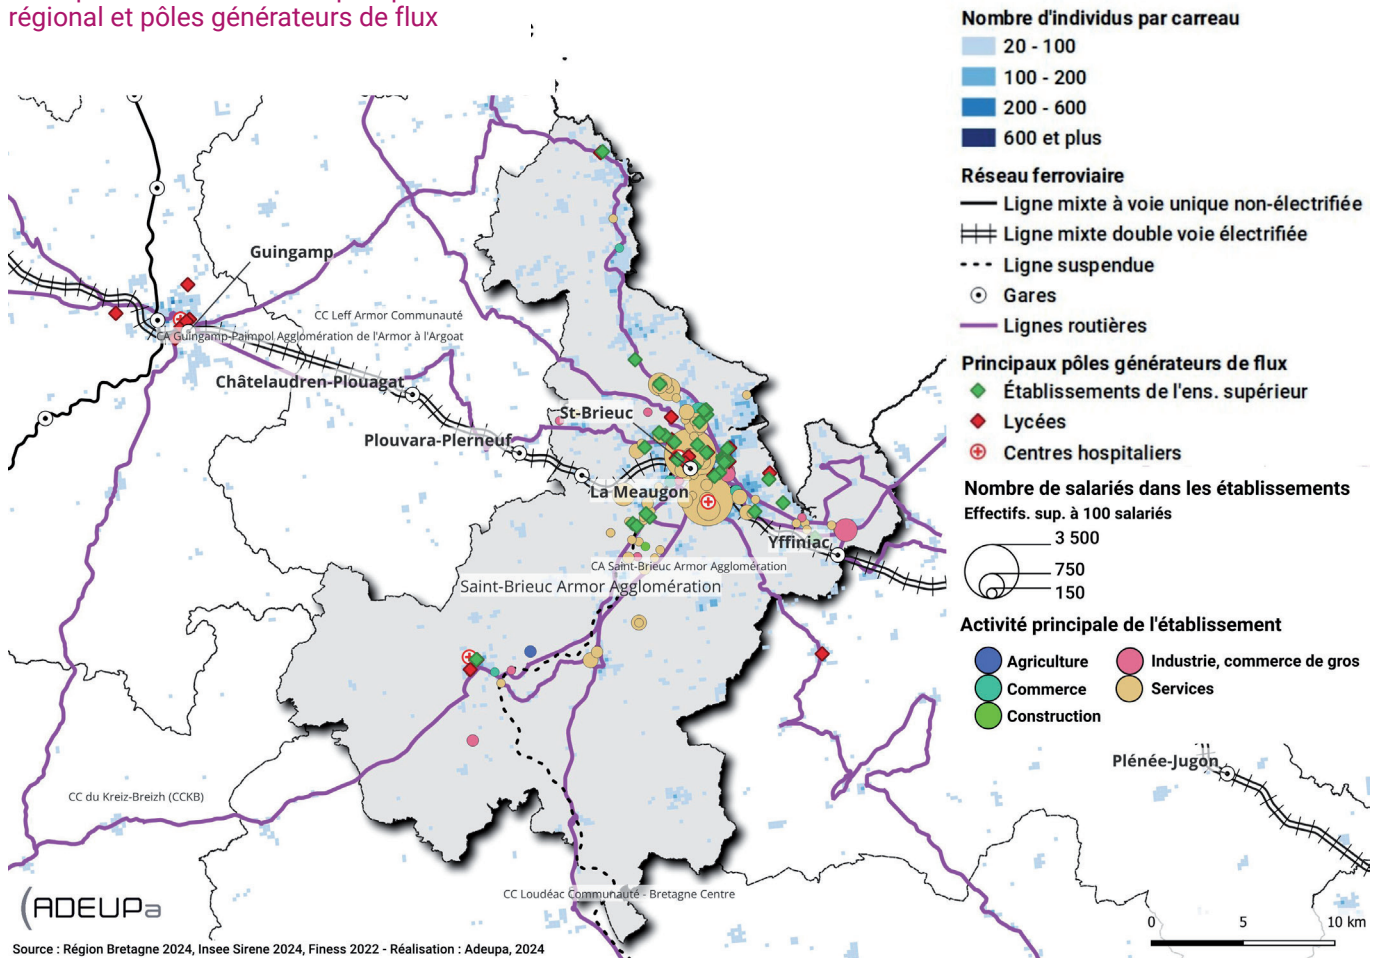 régional et pôles générateurs de flux
Nombre d'individus par carreau
20 - 100
100 - 200
200 - 600
600 et plus
Réseau ferroviaire
Ligne mixte à voie unique non-électrifiée
Ligne mixte double voie électrifiée
Ligne suspendue
Gares
Lignes routières
Principaux pôles générateurs de flux
Établissements de l'ens. supérieur
Lycées
Centres hospitaliers
Nombre de salariés dans les établissements
Effectifs. sup. à 100 salariés
3 500
750
150
Activité principale de l'établissement
Agriculture
Industrie, commerce de gros
Commerce
Services
Construction
Guingamp
CC Leff Armor Communauté
CA Guingamp-Paimpol Agglomération de l'Armor à l'Argoat
Châtelaudren-Plouagat
St-Brieuc
Plouvara-Plerneuf
La Meaugon
Yffiniac
CA Saint-Brieuc Armor Agglomération
Saint-Brieuc Armor Agglomération
Plénée-Jugon
CC du Kreiz-Breizh (CCKB)
CC Loudéac Communauté - Bretagne Centre
ADEUPa
0 5 10 km
Source : Région Bretagne 2024, Insee Sirene 2024, Finess 2022 - Réalisation : Adeupa, 2024